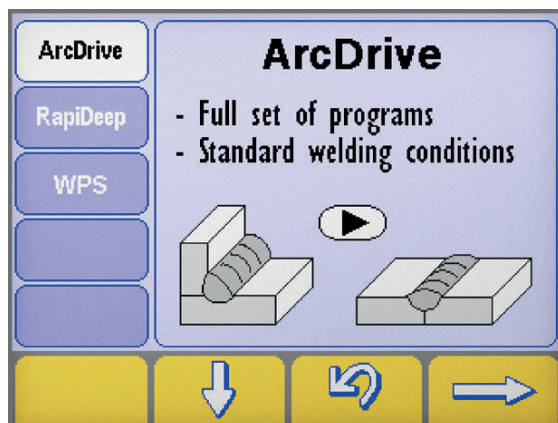 ArcDrive
RapiDeep
WPS
ArcDrive
- Full set of programs
- Standard welding conditions